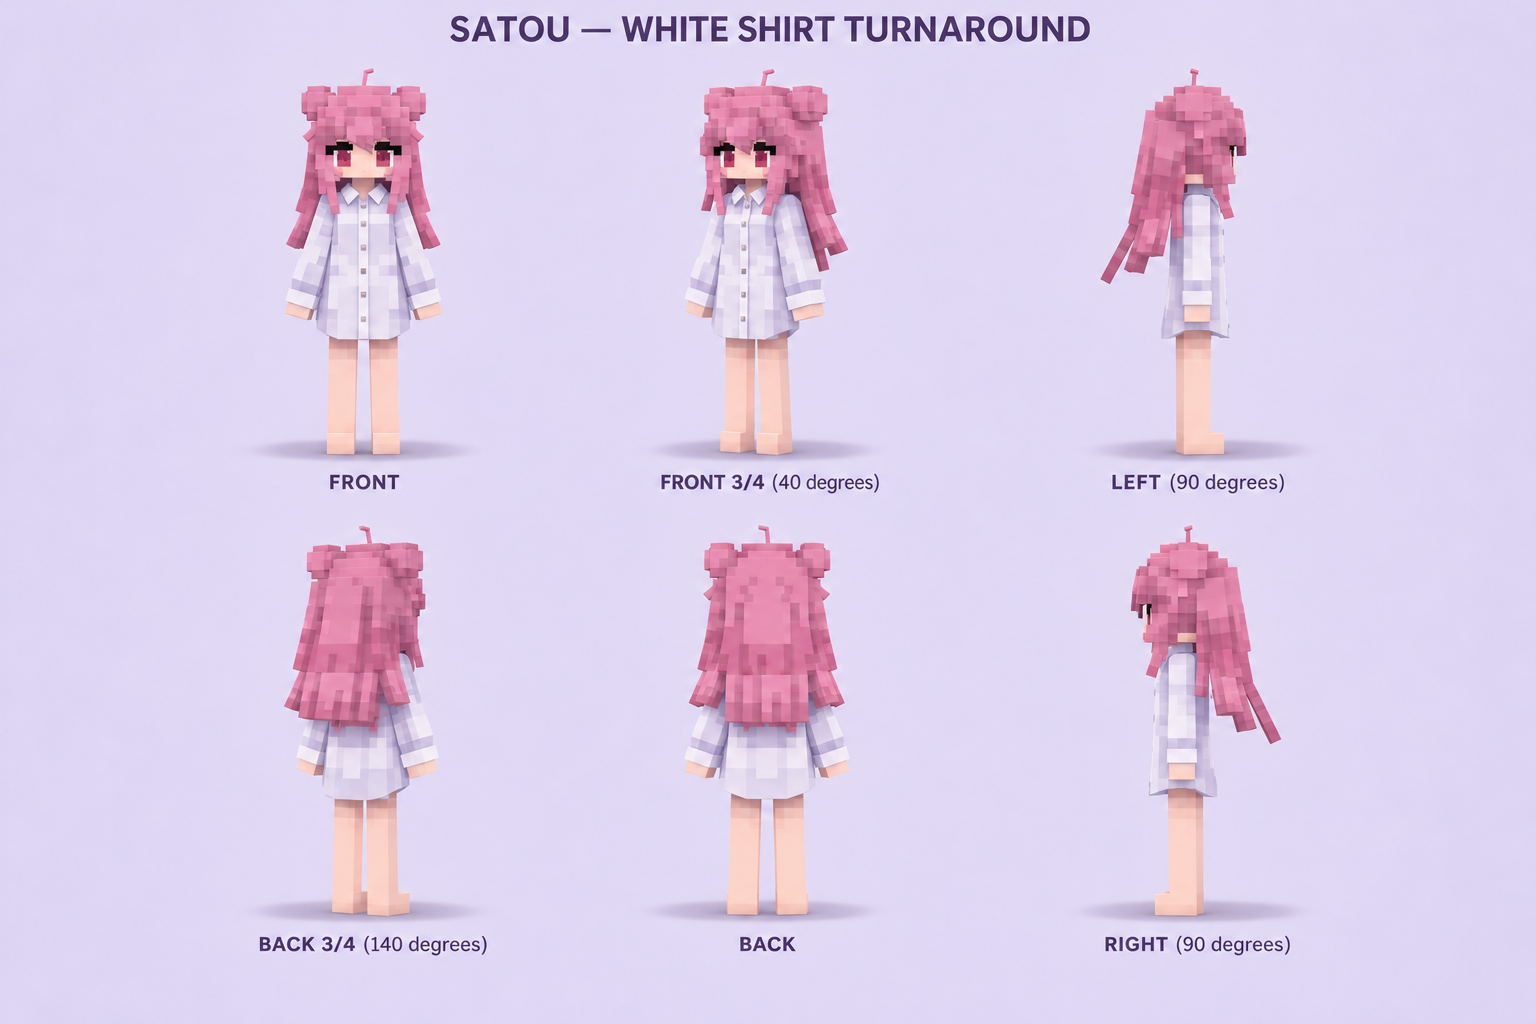 SATOU — WHITE SHIRT TURNAROUND
FRONT
FRONT 3/4 (40 degrees)
LEFT (90 degrees)
BACK 3/4 (140 degrees)
BACK
RIGHT (90 degrees)